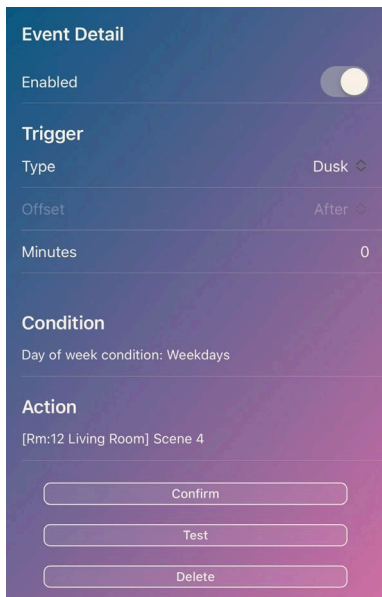 Event Detail
Enabled
Trigger
Type Dusk
Offset After
Minutes 0
Condition
Day of week condition: Weekdays
Action
[Rm:12 Living Room] Scene 4
Confirm
Test
Delete